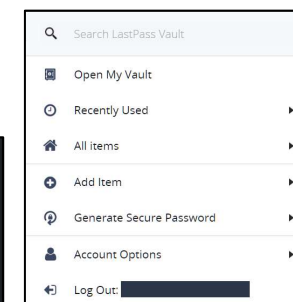 Search LastPass Vault
Open My Vault
Recently Used
All items
Add Item
Generate Secure Password
Account Options
Log Out: